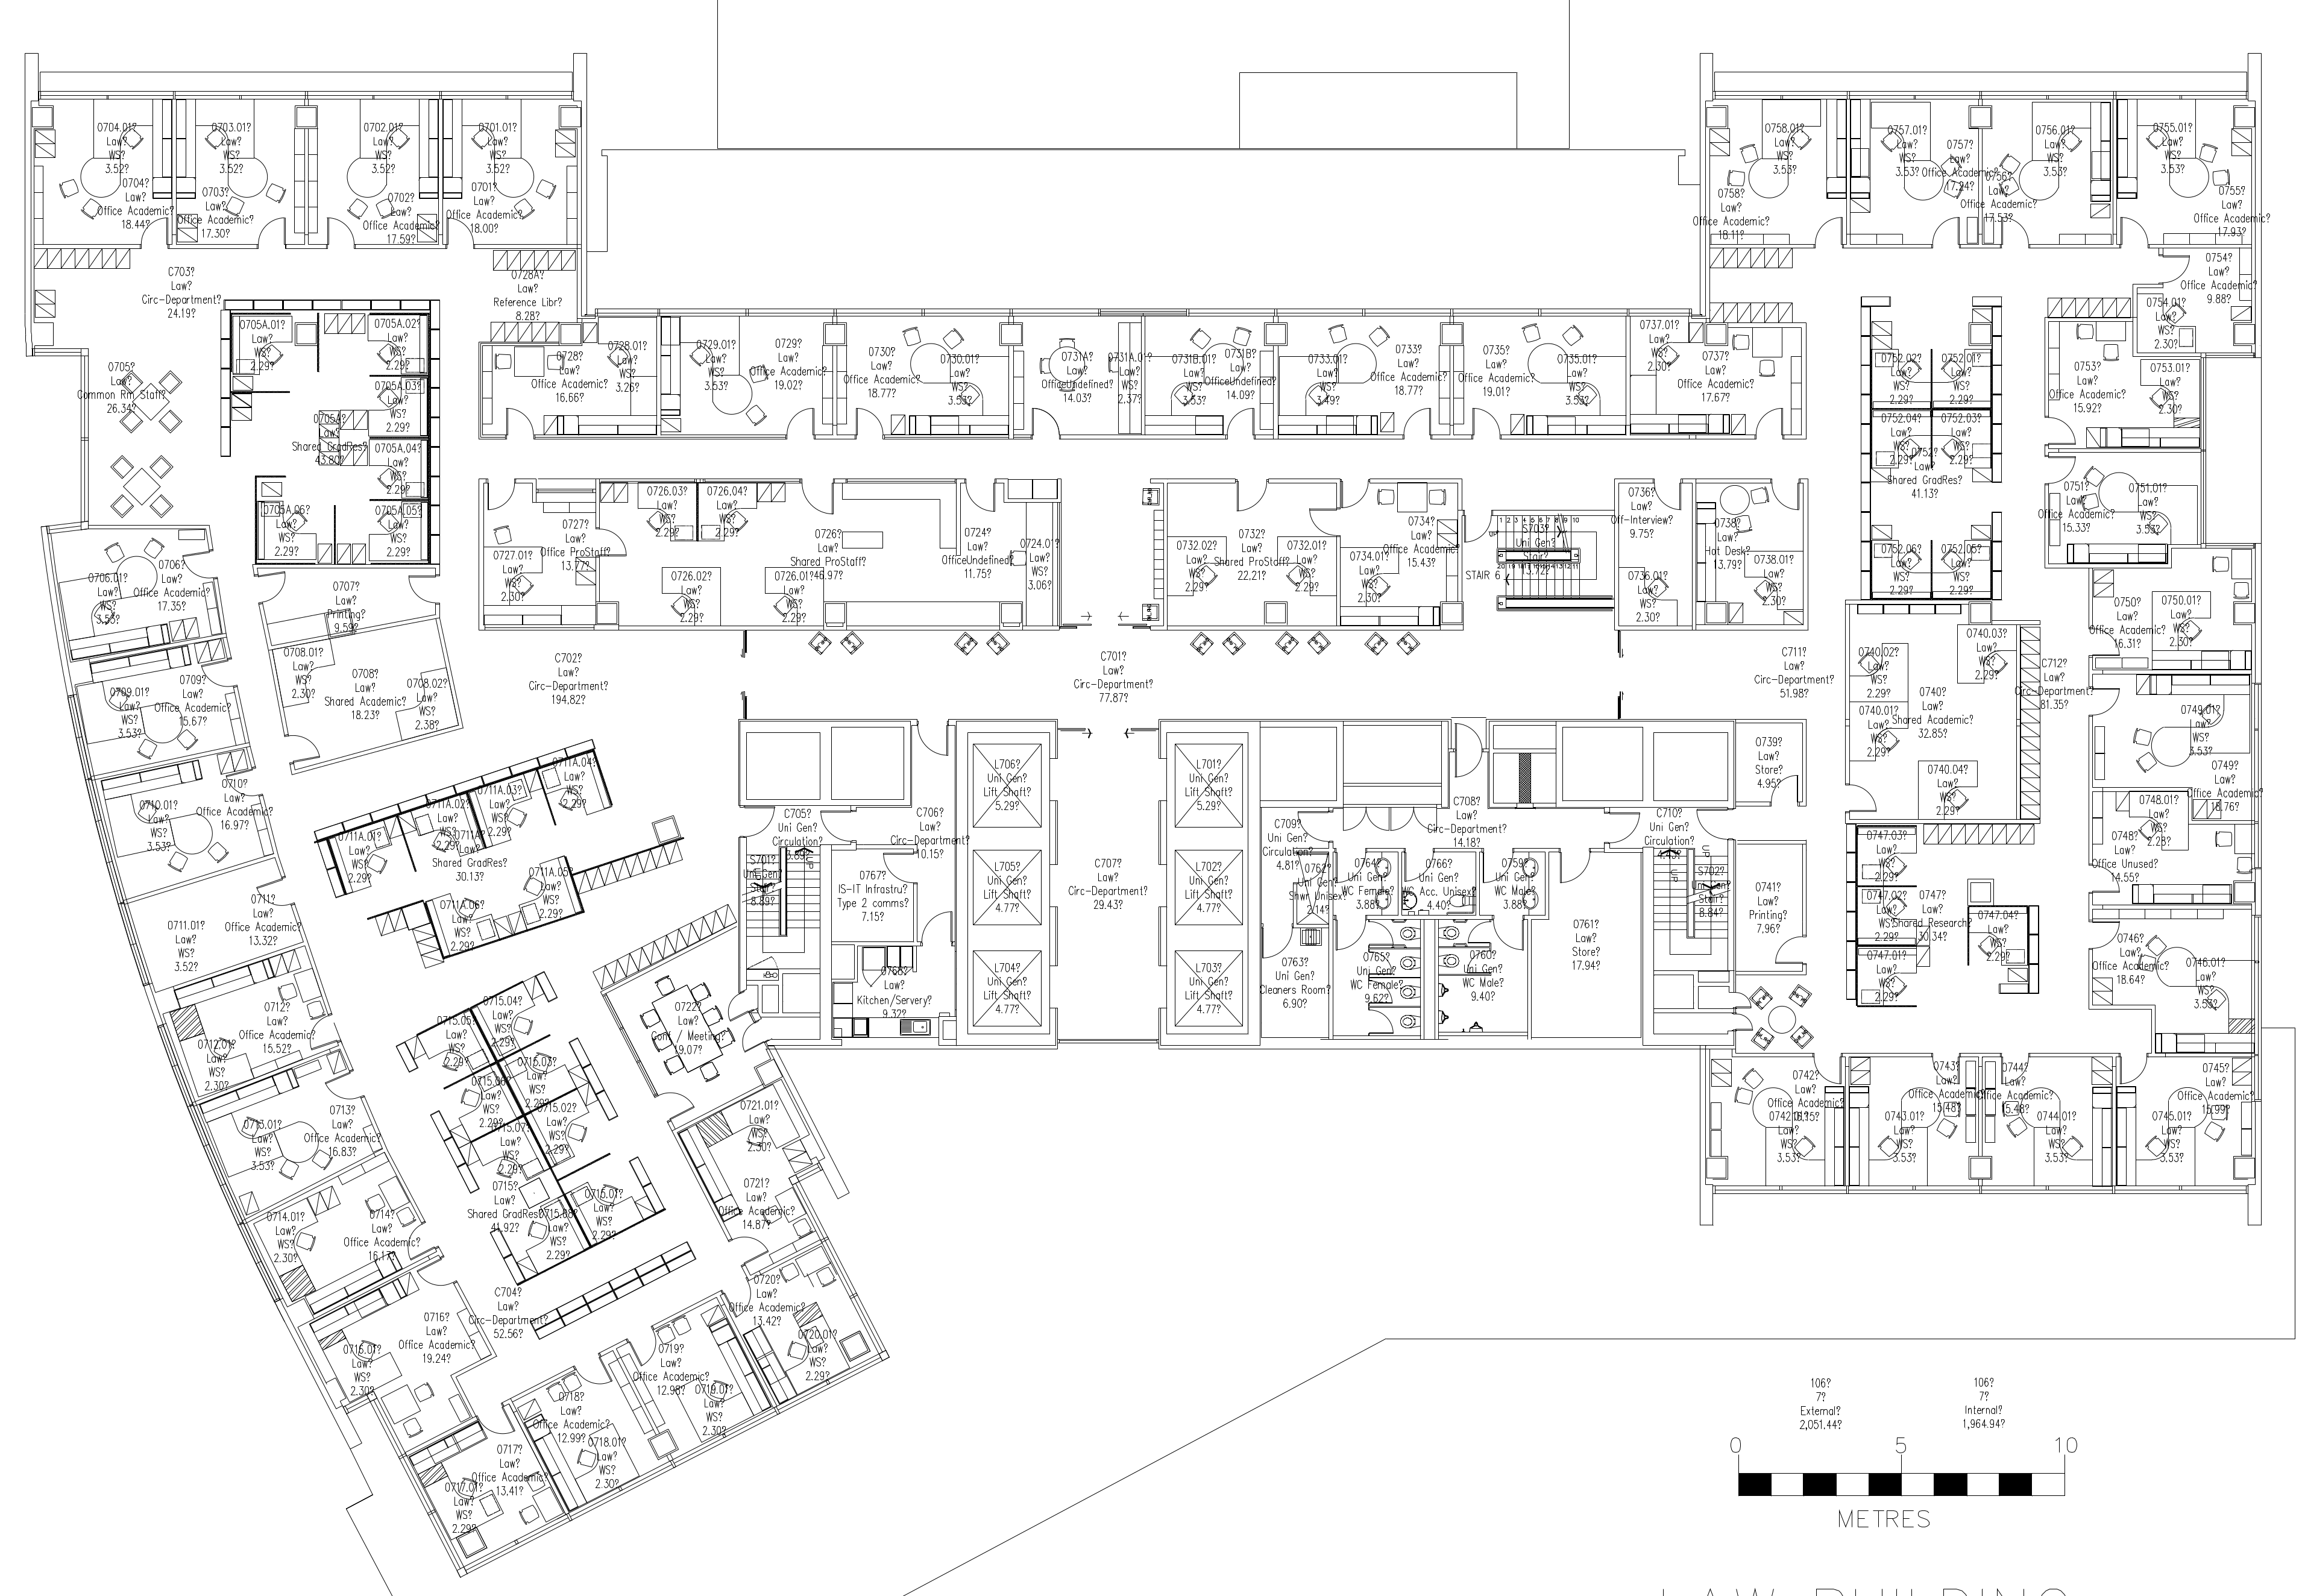 0704.01?
Law?
WS?
3.52?
0704?
Law?
Office Academic?
18.44?
0703.01?
Law?
WS?
3.52?
0703?
Law?
Office Academic?
17.30?
0702.01?
Law?
WS?
3.52?
0702?
Law?
Office Academic?
17.59?
0701.01?
Law?
WS?
3.52?
0701?
Law?
Office Academic?
18.00?
0758.01?
Law?
WS?
3.53?
0758?
Law?
Office Academic?
18.11?
0757.01?
Law?
WS?
3.53?
0757?
Law?
Office Academic?
17.24?
0756.01?
Law?
WS?
3.53?
0756?
Law?
Office Academic?
17.53?
0755.01?
Law?
WS?
3.53?
0755?
Law?
Office Academic?
17.93?
C703?
Law?
Circ-Department?
24.19?
0728A?
Law?
Reference Libr?
8.28?
0754?
Law?
Office Academic?
9.88?
0754.01?
Law?
WS?
2.30?
0705A.01?
Law?
WS?
2.29?
0705A.02?
Law?
WS?
2.29?
0705A.03?
Law?
WS?
2.29?
0705A?
Law?
Shared GradRes?
43.80?
0705A.04?
Law?
WS?
2.29?
0705A.06?
Law?
WS?
2.29?
0705A.05?
Law?
WS?
2.29?
0705?
Law?
Common Rm Staff?
26.34?
0728?
Law?
Office Academic?
16.66?
0728.01?
Law?
WS?
3.26?
0729.01?
Law?
WS?
3.53?
0729?
Law?
Office Academic?
19.02?
0730?
Law?
Office Academic?
18.77?
0730.01?
Law?
WS?
3.53?
0731A?
Law?
OfficeUndefined?
14.03?
0731A.01?
Law?
WS?
2.37?
0731B.01?
Law?
WS?
3.53?
0731B?
Law?
OfficeUndefined?
14.09?
0733.01?
Law?
WS?
3.49?
0733?
Law?
Office Academic?
18.77?
0735?
Law?
Office Academic?
19.01?
0735.01?
Law?
WS?
3.53?
0737.01?
Law?
WS?
2.30?
0737?
Law?
Office Academic?
17.67?
0752.02?
Law?
WS?
2.29?
0752.01?
Law?
WS?
2.29?
0752.04?
Law?
WS?
2.29?
0752.03?
Law?
WS?
2.29?
0752?
Law?
Shared GradRes?
41.13?
0752.06?
Law?
WS?
2.29?
0752.05?
Law?
WS?
2.29?
0753?
Law?
Office Academic?
15.92?
0753.01?
Law?
WS?
2.30?
0751?
Law?
Office Academic?
15.33?
0751.01?
Law?
WS?
3.53?
0727.01?
Law?
WS?
2.30?
0727?
Law?
Office ProStaff?
13.77?
0726.03?
Law?
WS?
2.29?
0726.04?
Law?
WS?
2.29?
0726.02?
Law?
WS?
2.29?
0726.01?
Law?
WS?
2.29?
0726?
Law?
Shared ProStaff?
46.97?
0724?
Law?
OfficeUndefined?
11.75?
0724.01?
Law?
WS?
3.06?
0732.02?
Law?
WS?
2.29?
0732?
Law?
Shared ProStaff?
22.21?
0732.01?
Law?
WS?
2.29?
0734?
Law?
Office Academic?
15.43?
0734.01?
Law?
WS?
2.30?
STAIR 6
S703?
Uni Gen?
Stair?
15.72?
0736?
Law?
Off-Interview?
9.75?
0736.01?
Law?
WS?
2.30?
0738?
Law?
Hot Desk?
13.79?
0738.01?
Law?
WS?
2.30?
0706.01?
Law?
WS?
3.53?
0706?
Law?
Office Academic?
17.35?
0707?
Law?
Printing?
9.59?
0750?
Law?
Office Academic?
16.31?
0750.01?
Law?
WS?
2.30?
0709.01?
Law?
WS?
3.53?
0709?
Law?
Office Academic?
15.67?
0708.01?
Law?
WS?
2.30?
0708?
Law?
Shared Academic?
18.23?
0708.02?
Law?
WS?
2.38?
C702?
Law?
Circ-Department?
194.82?
C701?
Law?
Circ-Department?
77.87?
C711?
Law?
Circ-Department?
51.98?
0740.02?
Law?
WS?
2.29?
0740.03?
Law?
WS?
2.29?
0740.01?
Law?
WS?
2.29?
0740?
Law?
Shared Academic?
32.85?
0740.04?
Law?
WS?
2.29?
C712?
Law?
Circ-Department?
81.35?
0749.01?
Law?
WS?
3.53?
0749?
Law?
Office Academic?
18.76?
0710.01?
Law?
WS?
3.53?
0710?
Law?
Office Academic?
16.97?
0711A.04?
Law?
WS?
2.29?
0711A.03?
Law?
WS?
2.29?
0711A.02?
Law?
WS?
2.29?
0711A.01?
Law?
WS?
2.29?
0711A?
Law?
Shared GradRes?
30.13?
0711A.05?
Law?
WS?
2.29?
0711A.06?
Law?
WS?
2.29?
L706?
Uni Gen?
Lift Shaft?
5.29?
L705?
Uni Gen?
Lift Shaft?
4.77?
L704?
Uni Gen?
Lift Shaft?
4.77?
L701?
Uni Gen?
Lift Shaft?
5.29?
L702?
Uni Gen?
Lift Shaft?
4.77?
L703?
Uni Gen?
Lift Shaft?
4.77?
C707?
Law?
Circ-Department?
29.43?
0739?
Law?
Store?
4.95?
C705?
Uni Gen?
Circulation?
C706?
Law?
Circ-Department?
10.15?
C708?
Law?
Circ-Department?
14.18?
C709?
Uni Gen?
Circulation?
4.81?
C710?
Uni Gen?
Circulation?
4.43?
S701?
Uni Gen?
Stair?
8.89?
UP
S702?
Uni Gen?
Stair?
8.84?
UP
0767?
IS-IT Infrastru?
Type 2 comms?
7.15?
0762?
Uni Gen?
Shwr Unisex?
2.14?
0764?
Uni Gen?
WC Female?
3.88?
0766?
Uni Gen?
WC Acc. Unisex?
4.40?
0759?
Uni Gen?
WC Male?
3.88?
0761?
Law?
Store?
17.94?
0741?
Law?
Printing?
7.96?
0768?
Law?
Kitchen/Servery?
9.32?
0763?
Uni Gen?
Cleaners Room?
6.90?
0765?
Uni Gen?
WC Female?
9.62?
0760?
Uni Gen?
WC Male?
9.40?
0747.03?
Law?
WS?
2.29?
0747.02?
Law?
WS?
2.29?
0747?
Law?
Shared Research?
30.34?
0747.04?
Law?
WS?
2.29?
0747.01?
Law?
WS?
2.29?
0748.01?
Law?
WS?
2.28?
0748?
Law?
Office Unused?
14.55?
0746?
Law?
Office Academic?
18.64?
0746.01?
Law?
WS?
3.53?
0711.01?
Law?
WS?
3.52?
0711?
Law?
Office Academic?
13.32?
0712?
Law?
Office Academic?
15.52?
0712.01?
Law?
WS?
2.30?
0715.04?
Law?
WS?
2.29?
0715.05?
Law?
WS?
2.29?
0715.03?
Law?
WS?
2.29?
0715.06?
Law?
WS?
2.29?
0715.02?
Law?
WS?
2.29?
0715.07?
Law?
WS?
2.29?
0715?
Law?
Shared GradRes?
41.92?
0715.08?
Law?
WS?
2.29?
0715.01?
Law?
WS?
2.29?
0722?
Law?
Conf / Meeting?
19.07?
0713.01?
Law?
WS?
3.53?
0713?
Law?
Office Academic?
16.83?
0714.01?
Law?
WS?
2.30?
0714?
Law?
Office Academic?
16.17?
0721.01?
Law?
WS?
2.30?
0721?
Law?
Office Academic?
14.87?
0742?
Law?
Office Academic?
16.15?
0742.01?
Law?
WS?
3.53?
0743?
Law?
Office Academic?
15.48?
0743.01?
Law?
WS?
3.53?
0744?
Law?
Office Academic?
15.48?
0744.01?
Law?
WS?
3.53?
0745?
Law?
Office Academic?
15.99?
0745.01?
Law?
WS?
3.53?
C704?
Law?
Circ-Department?
52.56?
0716?
Law?
Office Academic?
19.24?
0716.01?
Law?
WS?
2.30?
0720?
Law?
Office Academic?
13.42?
0720.01?
Law?
WS?
2.29?
0719?
Law?
Office Academic?
12.98?
0719.01?
Law?
WS?
2.30?
0718?
Law?
Office Academic?
12.99?
0718.01?
Law?
WS?
2.30?
0717?
Law?
Office Academic?
13.41?
0717.01?
Law?
WS?
2.29?
106?
7?
External?
2,051.44?
106?
7?
Internal?
1,964.94?
0 5 10
METRES
LAW BUILDING